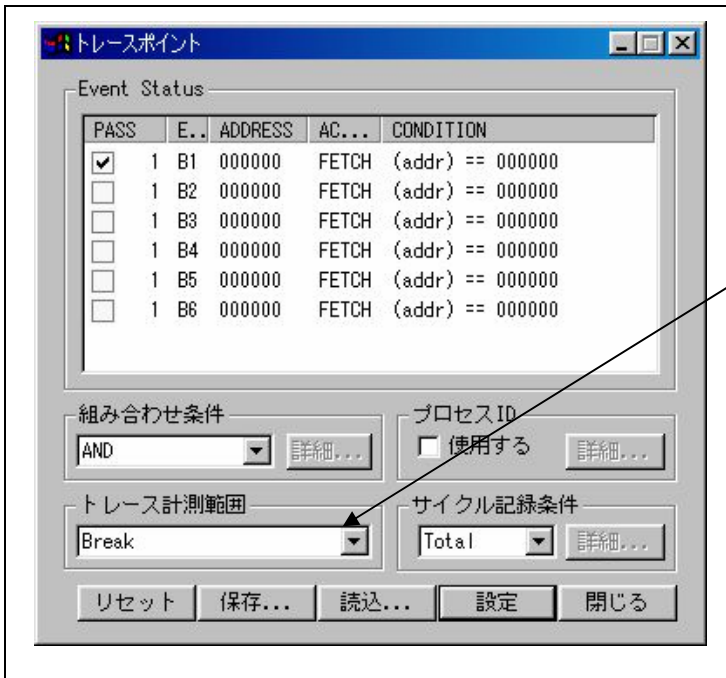 トレースポイント
Event Status
PASS E.. ADDRESS AC... CONDITION
1 B1 000000 FETCH (addr) == 000000
1 B2 000000 FETCH (addr) == 000000
1 B3 000000 FETCH (addr) == 000000
1 B4 000000 FETCH (addr) == 000000
1 B5 000000 FETCH (addr) == 000000
1 B6 000000 FETCH (addr) == 000000
組み合わせ条件
AND 詳細...
プロセスID
使用する 詳細...
トレース計測範囲
Break
サイクル記録条件
Total 詳細...
リセット 保存... 読込... 設定 閉じる